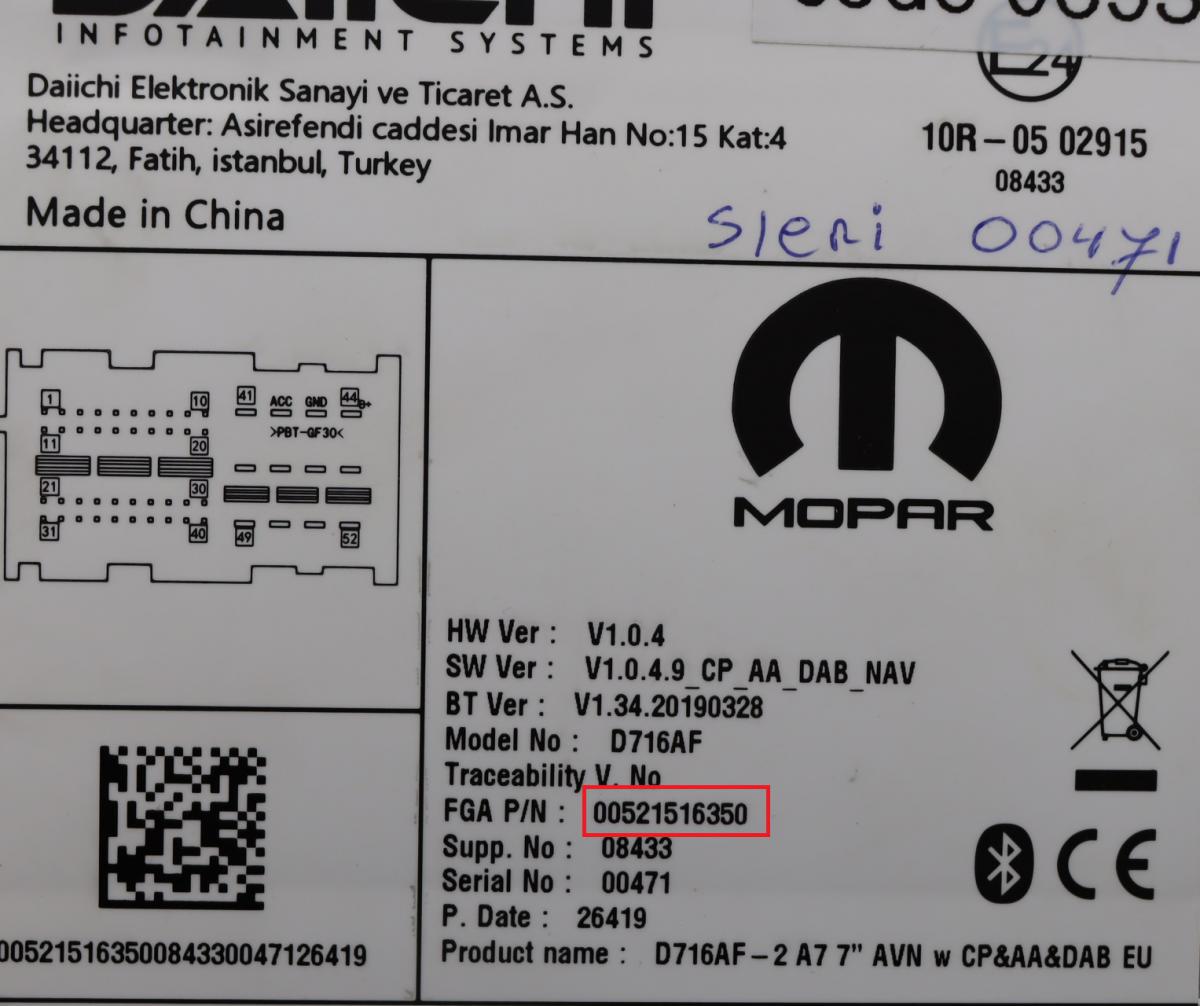 DAIICHI
INFOTAINMENT SYSTEMS
Daiichi Elektronik Sanayi ve Ticaret A.S.
Headquarter: Asirefendi caddesi Imar Han No:15 Kat:4
34112, Fatih, istanbul, Turkey
Made in China
E24
10R-05 02915
08433
SIERI 00471
1 10 41 ACC GND 44 B+
>PBT-GF30<
11 20
21 30
31 40 49 52
MOPAR
HW Ver : V1.0.4
SW Ver : V1.0.4.9_CP_AA_DAB_NAV
BT Ver : V1.34.20190328
Model No : D716AF
Traceability V. No
FGA P/N : 00521516350
Supp. No : 08433
Serial No : 00471
P. Date : 26419
Product name : D716AF-2 A7 7" AVN w CP&AA&DAB EU
CE
00521516350084330047126419